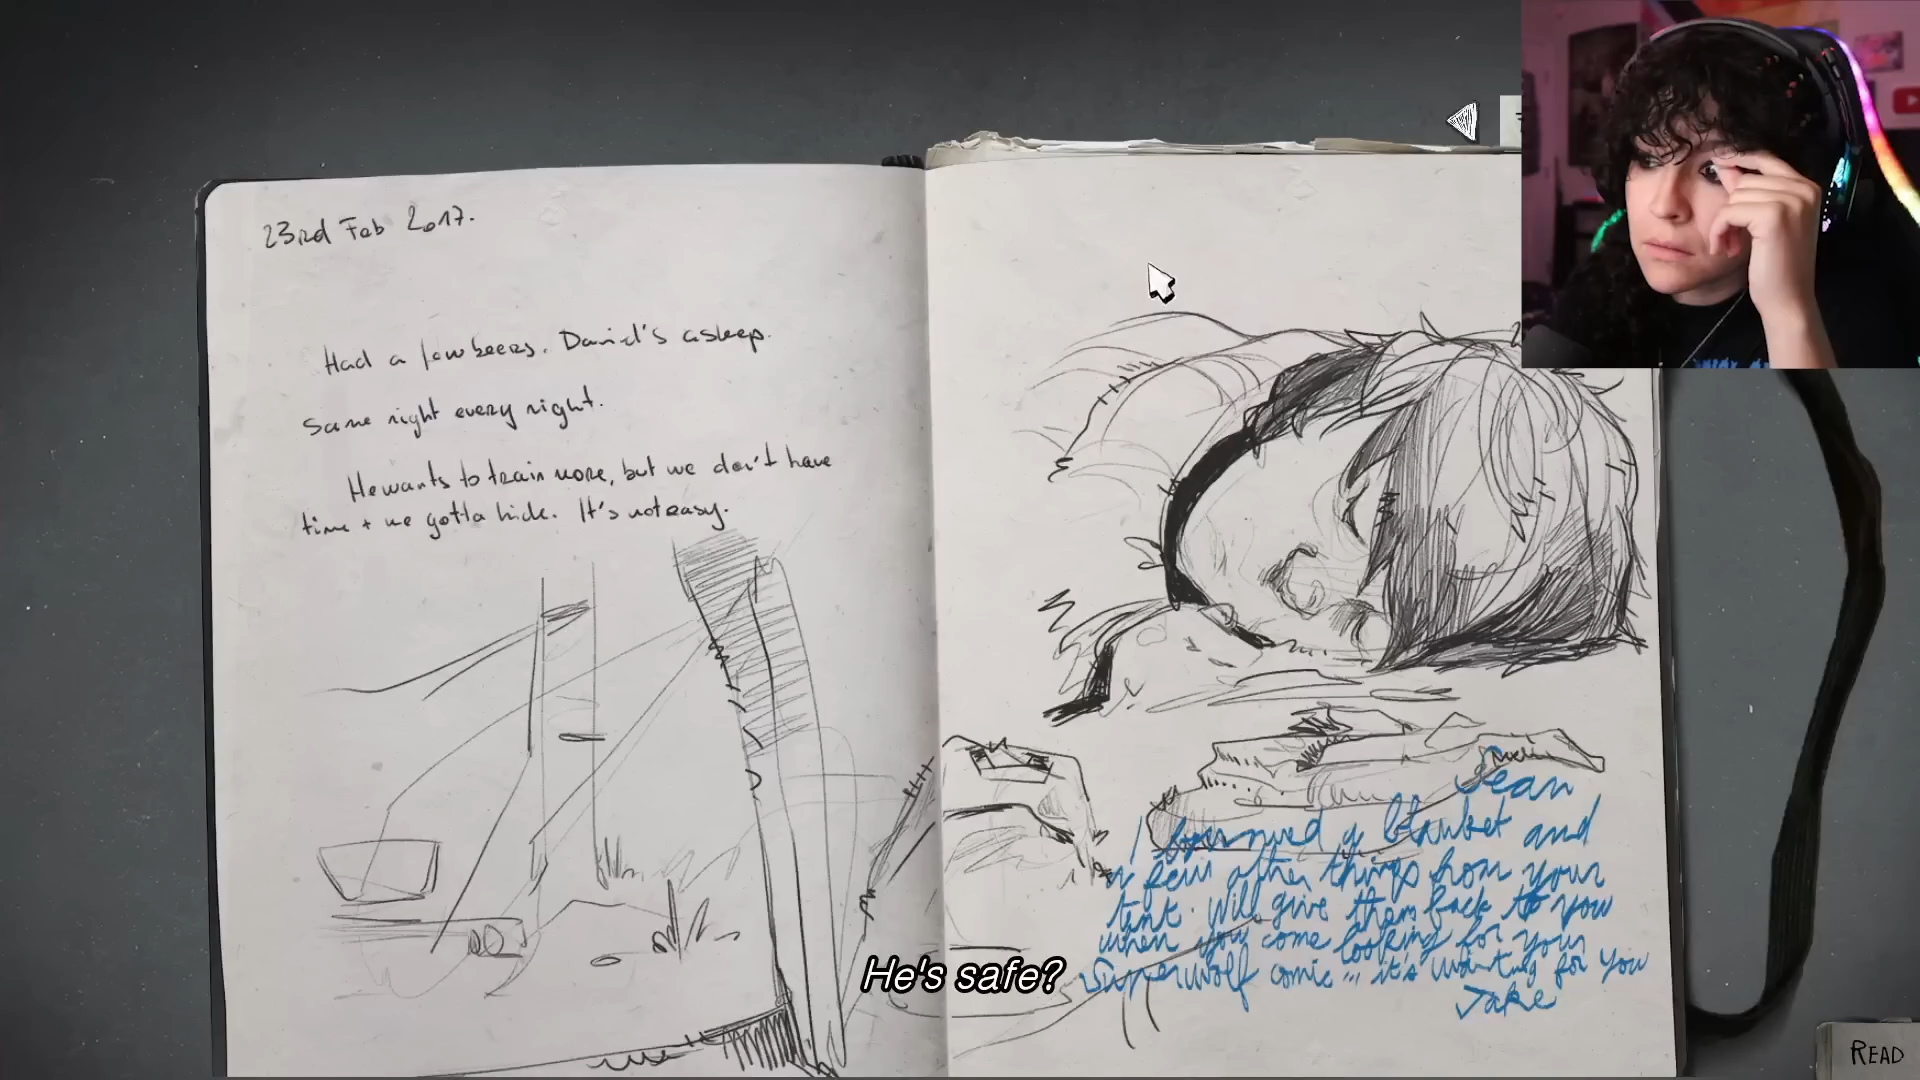 23rd Feb 2017.
Had a few beers. Daniel's asleep.
Same night every night.
He wants to train more, but we don't have
time + we gotta hide. It's not easy.
Sean
I borrowed a blanket and
a few other things from your
tent. Will give them back to you
when you come looking for your
Superwolf comic... it's waiting for you
Jake
He's safe?
READ